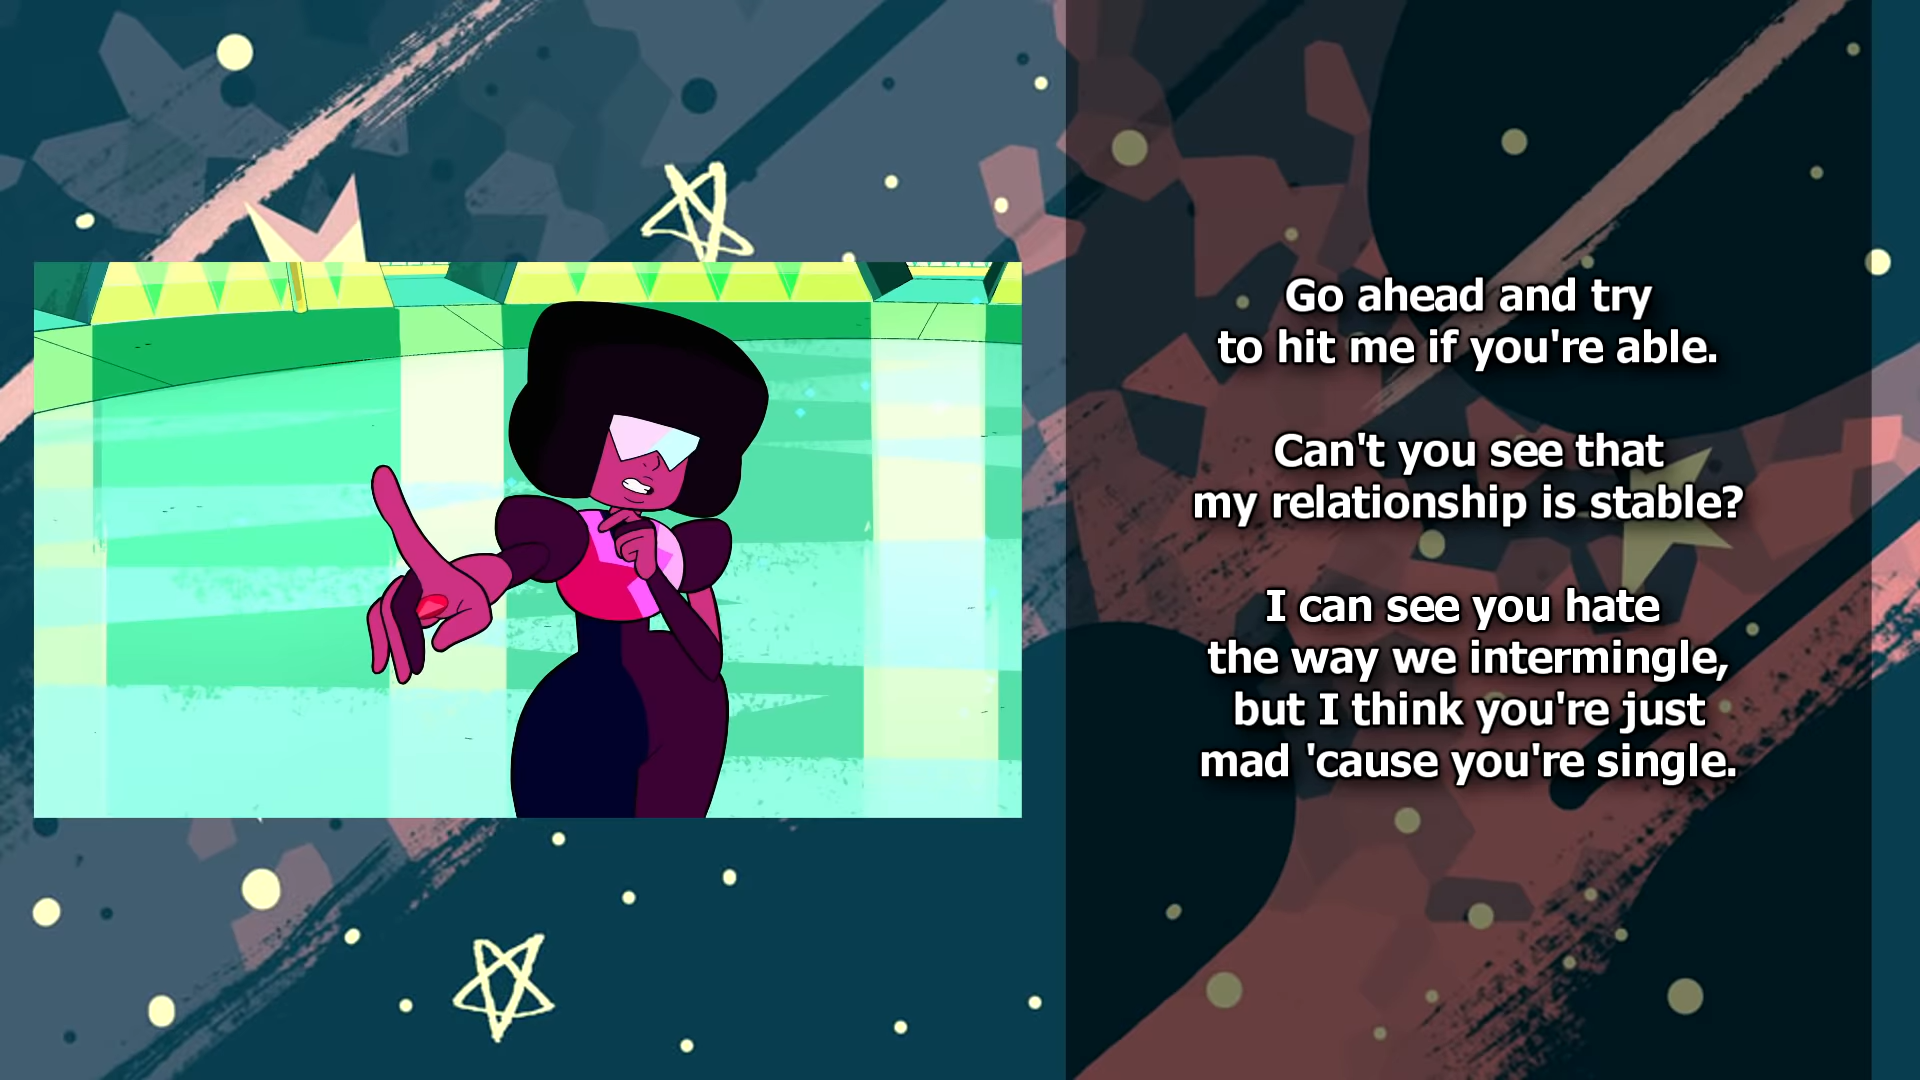 Go ahead and try
to hit me if you're able.
Can't you see that
my relationship is stable?
I can see you hate
the way we intermingle,
but I think you're just
mad 'cause you're single.